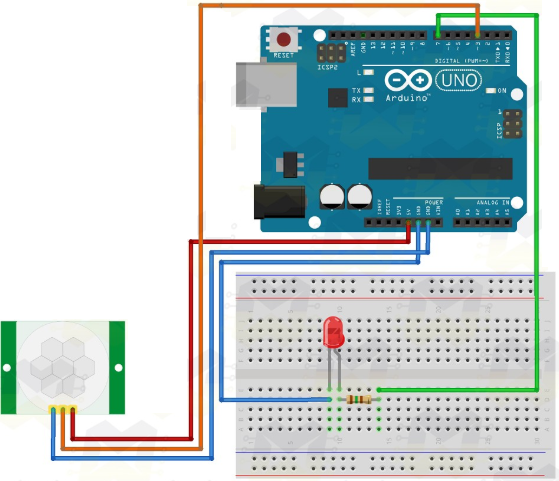 RESET
ICSP2
AREF
GND
13
12
~11
~10
~9
8
7
~6
~5
4
~3
2
TX▶1
RX◀0
DIGITAL (PWM=~)
L
TX
RX
UNO
ON
Arduino™
ICSP
1
POWER
ANALOG IN
IOREF
RESET
3V3
5V
GND
GND
VIN
A0
A1
A2
A3
A4
A5